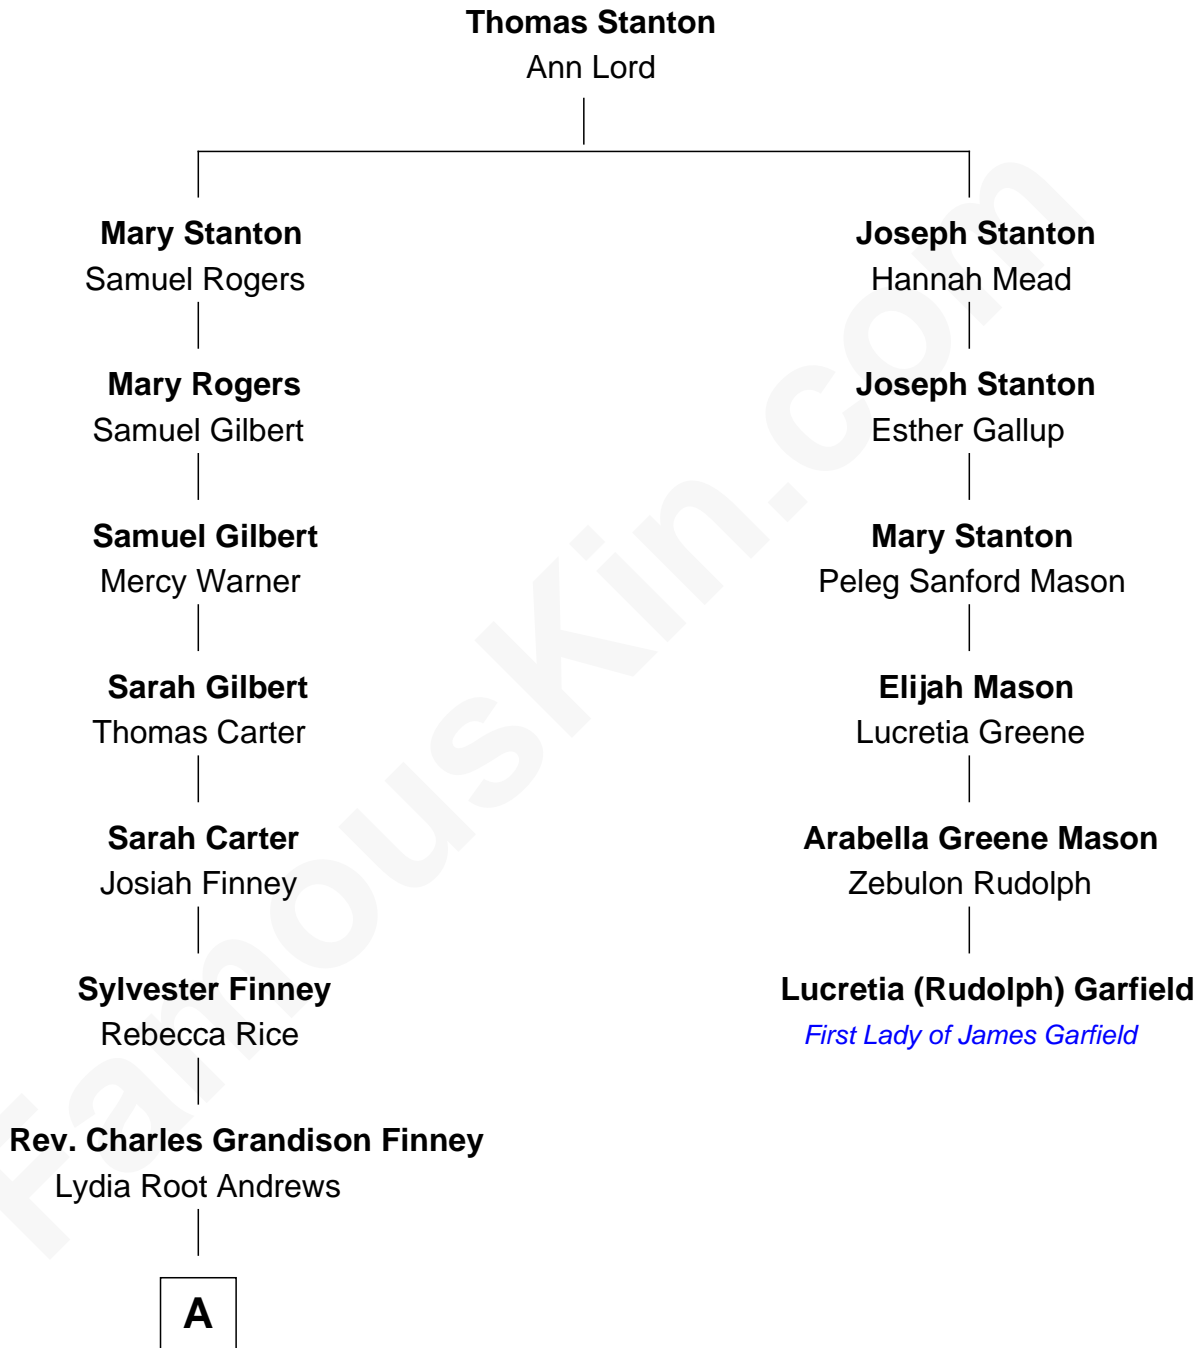 Thomas Stanton
Ann Lord
Mary Stanton
Samuel Rogers
Joseph Stanton
Hannah Mead
Mary Rogers
Samuel Gilbert
Joseph Stanton
Esther Gallup
Samuel Gilbert
Mercy Warner
Mary Stanton
Peleg Sanford Mason
Sarah Gilbert
Thomas Carter
Elijah Mason
Lucretia Greene
Sarah Carter
Josiah Finney
Arabella Greene Mason
Zebulon Rudolph
Sylvester Finney
Rebecca Rice
Lucretia (Rudolph) Garfield
First Lady of James Garfield
Rev. Charles Grandison Finney
Lydia Root Andrews
A
FamousKin.com